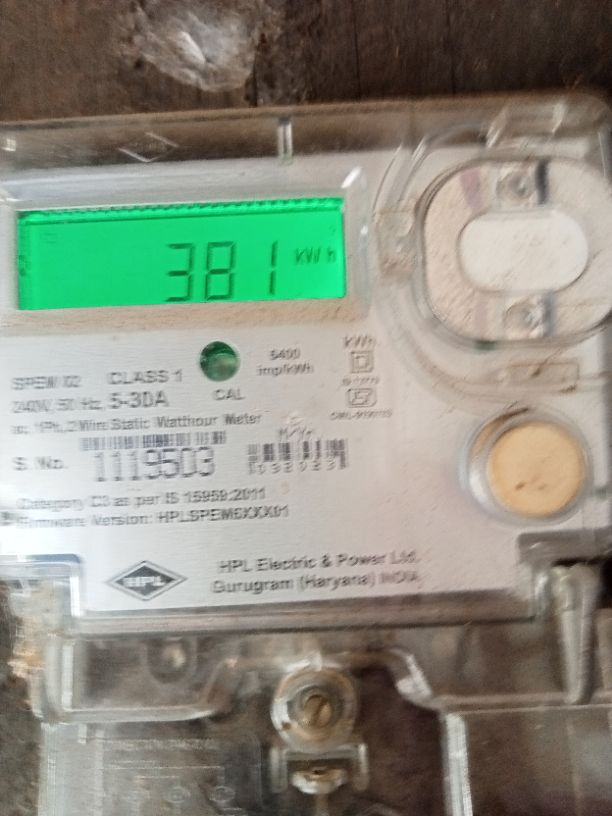 381 kWh
5400
imp/kWh
kWh
SPEM 02 CLASS 1
CAL
240V, 50 Hz, 5-30A
ac, 1Ph, 2 Wire Static Watthour Meter
S. No. 1119503
Category C3 as per IS 15959:2011
Firmware Version:
HPL
HPL Electric & Power Ltd.
Gurugram (Haryana) INDIA